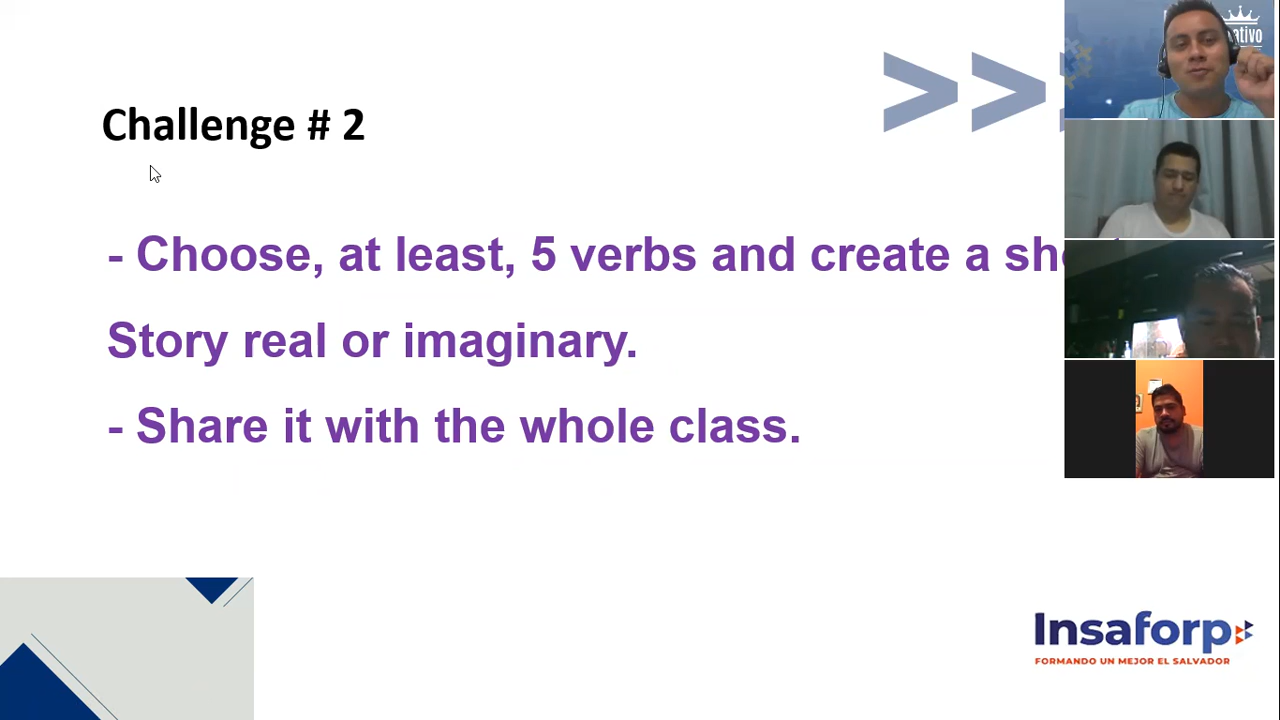 Challenge # 2
- Choose, at least, 5 verbs and create a
Story real or imaginary.
- Share it with the whole class.
Insaforp
FORMANDO UN MEJOR EL SALVADOR